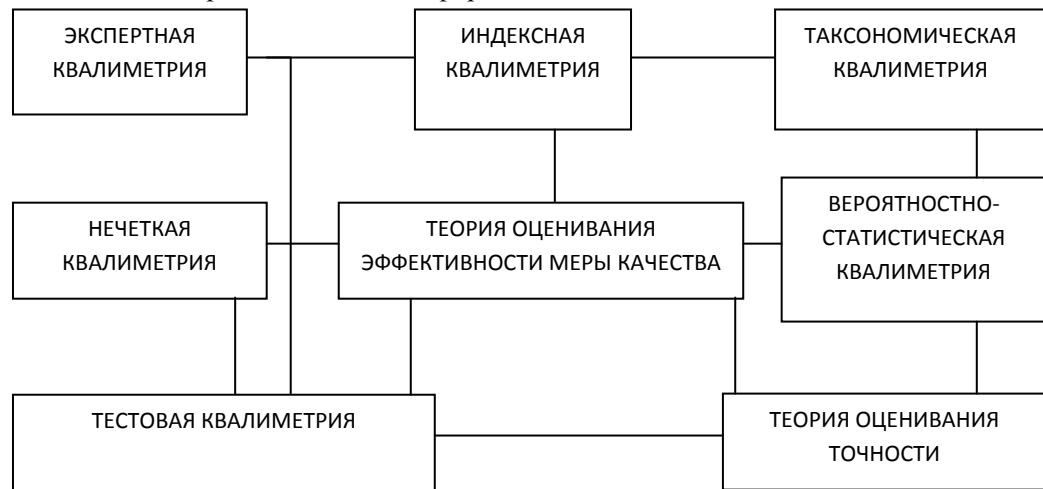 ЭКСПЕРТНАЯ
КВАЛИМЕТРИЯ
ИНДЕКСНАЯ
КВАЛИМЕТРИЯ
ТАКСОНОМИЧЕСКАЯ
КВАЛИМЕТРИЯ
НЕЧЕТКАЯ
КВАЛИМЕТРИЯ
ТЕОРИЯ ОЦЕНИВАНИЯ
ЭФФЕКТИВНОСТИ МЕРЫ КАЧЕСТВА
ВЕРОЯТНОСТНО-
СТАТИСТИЧЕСКАЯ
КВАЛИМЕТРИЯ
ТЕСТОВАЯ КВАЛИМЕТРИЯ
ТЕОРИЯ ОЦЕНИВАНИЯ
ТОЧНОСТИ